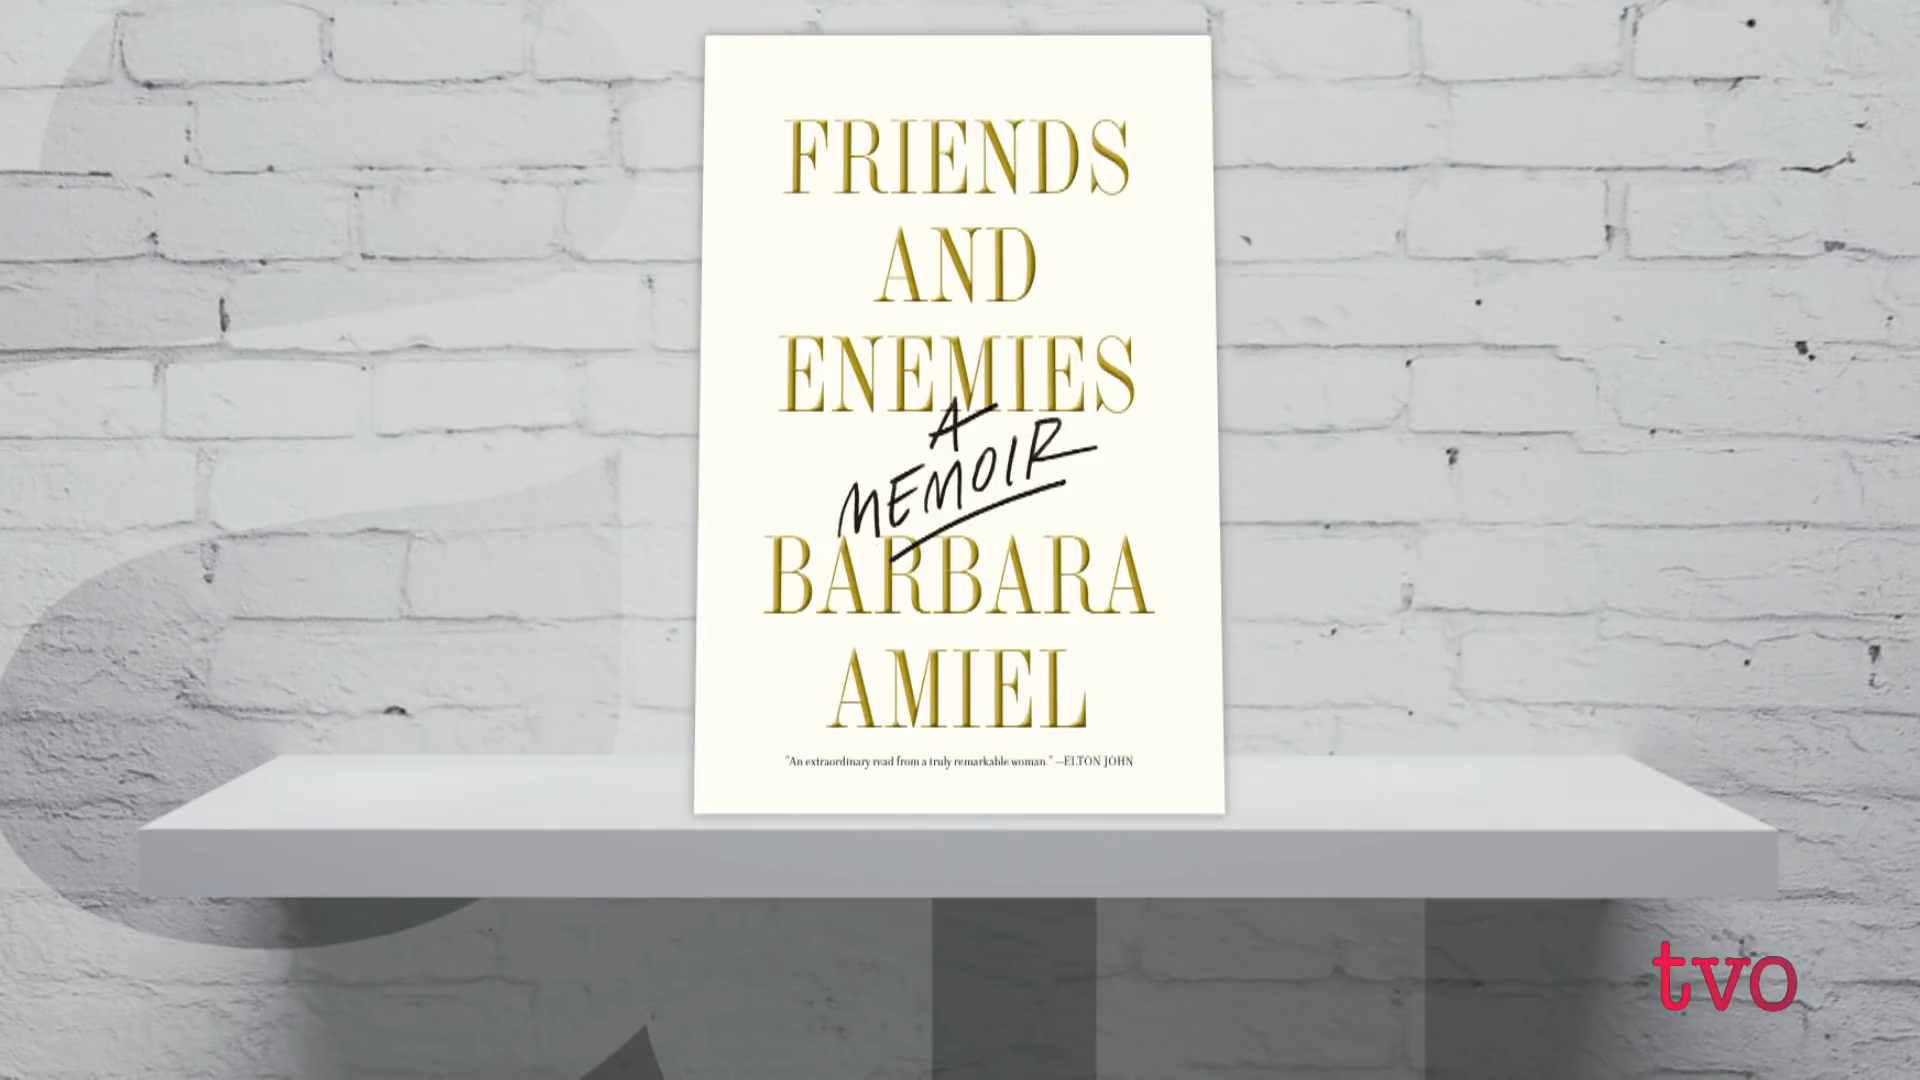 FRIENDS
AND
ENEMIES
A
MEMOIR
BARBARA
AMIEL
"An extraordinary read from a truly remarkable woman." —ELTON JOHN
tvo